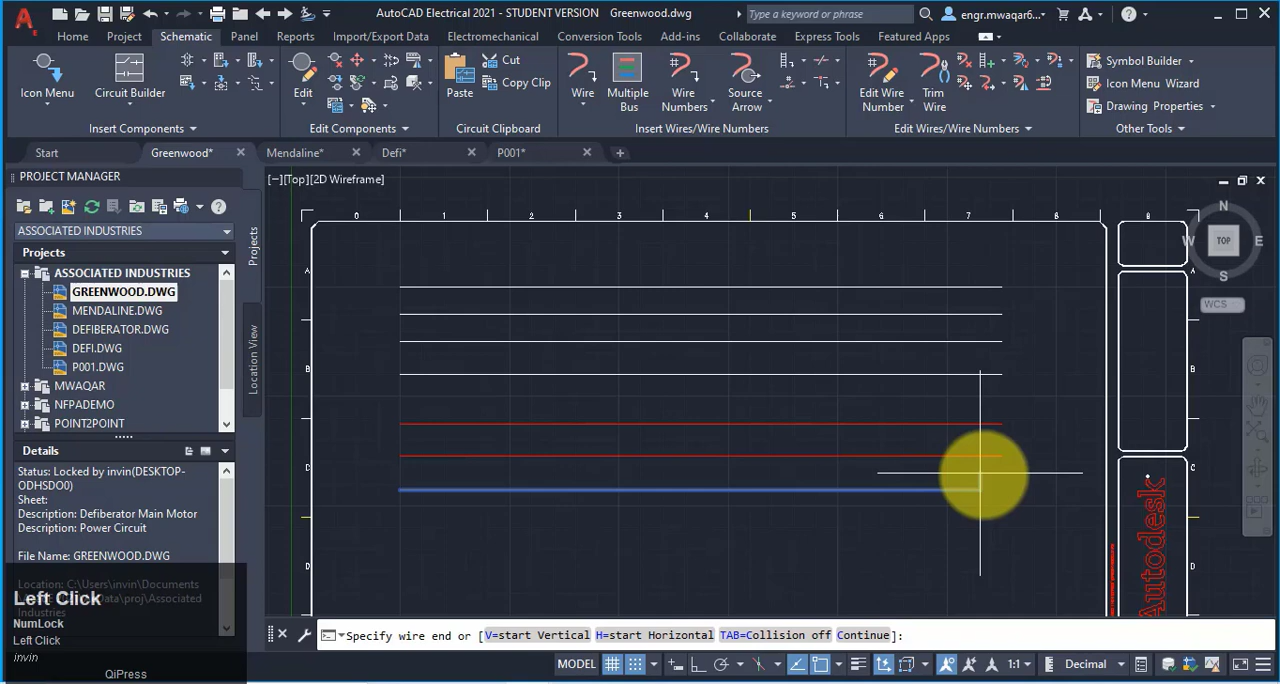 AutoCAD Electrical 2021 - STUDENT VERSION Greenwood.dwg
Type a keyword or phrase
engr.mwaqar6...
Home Project Schematic Panel Reports Import/Export Data Electromechanical Conversion Tools Add-ins Vault Collaborate Express Tools Featured Apps
Icon Menu
Circuit Builder
Edit
Paste
Cut
Copy Clip
Wire
Multiple
Bus
Wire
Numbers
Source
Arrow
Edit Wire
Number
Trim
Wire
Symbol Builder
Icon Menu Wizard
Drawing Properties
Insert Components
Edit Components
Circuit Clipboard
Insert Wires/Wire Numbers
Edit Wires/Wire Numbers
Other Tools
Start Greenwood* Mendaline* Defi* P001*
PROJECT MANAGER
ASSOCIATED INDUSTRIES
Projects
ASSOCIATED INDUSTRIES
GREENWOOD.DWG
MENDALINE.DWG
DEFIBERATOR.DWG
DEFI.DWG
P001.DWG
MWAQAR
NFPADEMO
POINT2POINT
Details
Status: Locked by invin(DESKTOP-
ODHSDO0)
Sheet:
Description: Defiberator Main Motor
Description: Power Circuit
File Name: GREENWOOD.DWG
Location: C:\Users\invin\Documents
Data\proj\Associated
Industries
Left Click
NumLock
Left Click
invin
QiPress
Projects
Location View
[−][Top][2D Wireframe]
0 1 2 3 4 5 6 7 8 9
A
B
C
D
A
B
C
D
N
W TOP E
S
WCS
Autodesk
Specify wire end or [V=start Vertical H=start Horizontal TAB=Collision off Continue]:
MODEL
1:1
Decimal